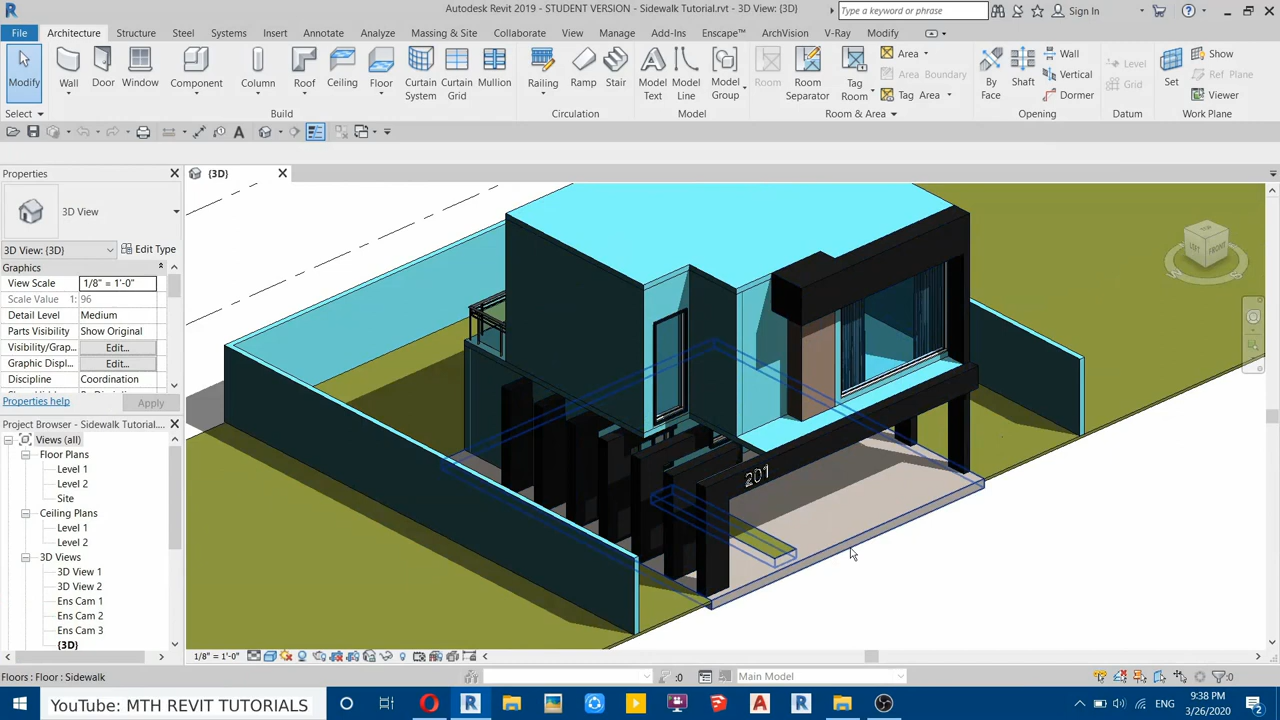 Autodesk Revit 2019 - STUDENT VERSION - Sidewalk Tutorial.rvt - 3D View: {3D}
Type a keyword or phrase
Sign In
File Architecture Structure Steel Systems Insert Annotate Analyze Massing & Site Collaborate View Manage Add-Ins Enscape™ ArchVision V-Ray Modify
Modify
Wall
Door
Window
Component
Column
Roof
Ceiling
Floor
Curtain System
Curtain Grid
Mullion
Railing
Ramp
Stair
Model Text
Model Line
Model Group
Room
Room Separator
Tag Room
Area
Area Boundary
Tag Area
By Face
Shaft
Wall
Vertical
Dormer
Level
Grid
Set
Show
Ref Plane
Viewer
Select
Build
Circulation
Model
Room & Area
Opening
Datum
Work Plane
Properties
{3D}
3D View
3D View: {3D}
Edit Type
Graphics
View Scale 1/8" = 1'-0"
Scale Value 1: 96
Detail Level Medium
Parts Visibility Show Original
Visibility/Grap... Edit...
Graphic Displ... Edit...
Discipline Coordination
Properties help
Apply
Project Browser - Sidewalk Tutorial....
Views (all)
Floor Plans
Level 1
Level 2
Site
Ceiling Plans
Level 1
Level 2
3D Views
3D View 1
3D View 2
Ens Cam 1
Ens Cam 2
Ens Cam 3
{3D}
LEFT
FRONT
201
1/8" = 1'-0"
Floors : Floor : Sidewalk
:0
Main Model
:0
YouTube: MTH REVIT TUTORIALS
ENG
9:38 PM
3/26/2020
2